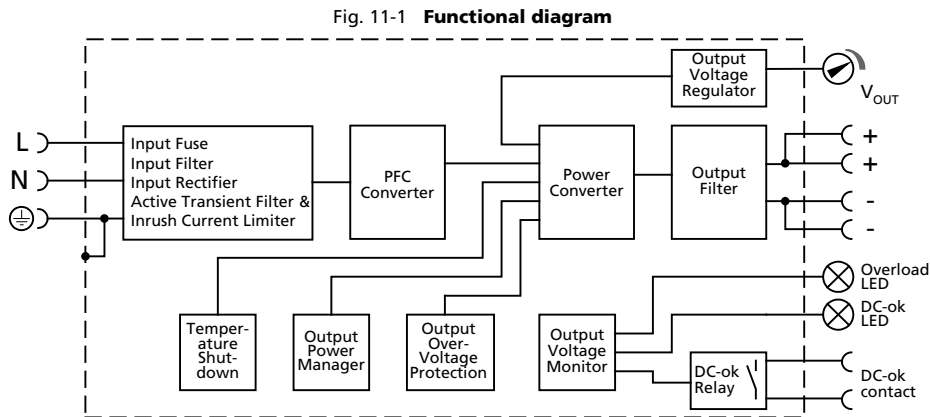 Fig. 11-1 Functional diagram
Output
Voltage
Regulator
V_OUT
L
N
Input Fuse
Input Filter
Input Rectifier
Active Transient Filter &
Inrush Current Limiter
PFC
Converter
Power
Converter
Output
Filter
+
+
-
-
Temper-
ature
Shut-
down
Output
Power
Manager
Output
Over-
Voltage
Protection
Output
Voltage
Monitor
Overload
LED
DC-ok
LED
DC-ok
Relay
DC-ok
contact